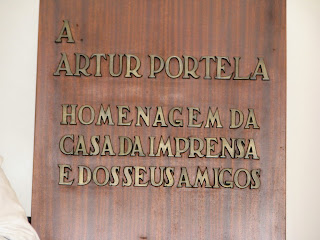 A
ARTUR PORTELA
HOMENAGEM DA
CASA DA IMPRENSA
E DOS SEUS AMIGOS